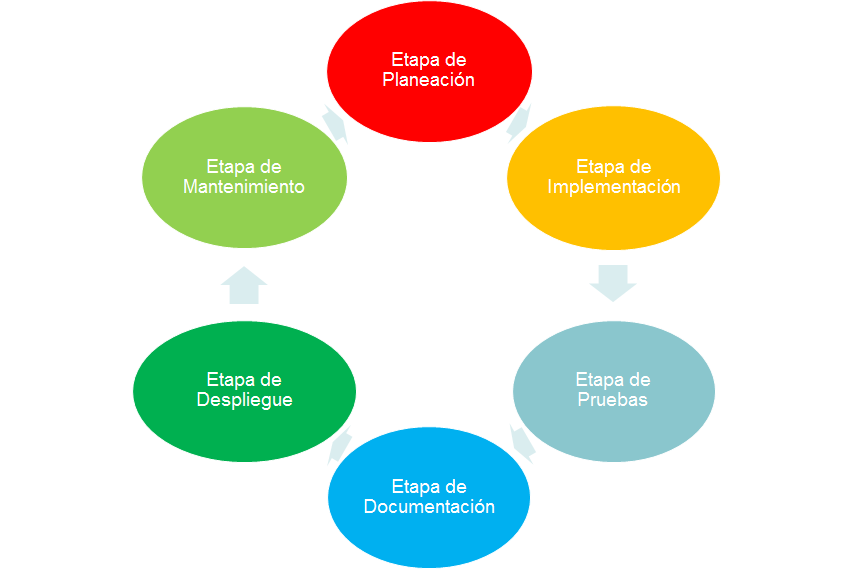 Etapa de
Planeación
Etapa de
Implementación
Etapa de
Pruebas
Etapa de
Documentación
Etapa de
Despliegue
Etapa de
Mantenimiento